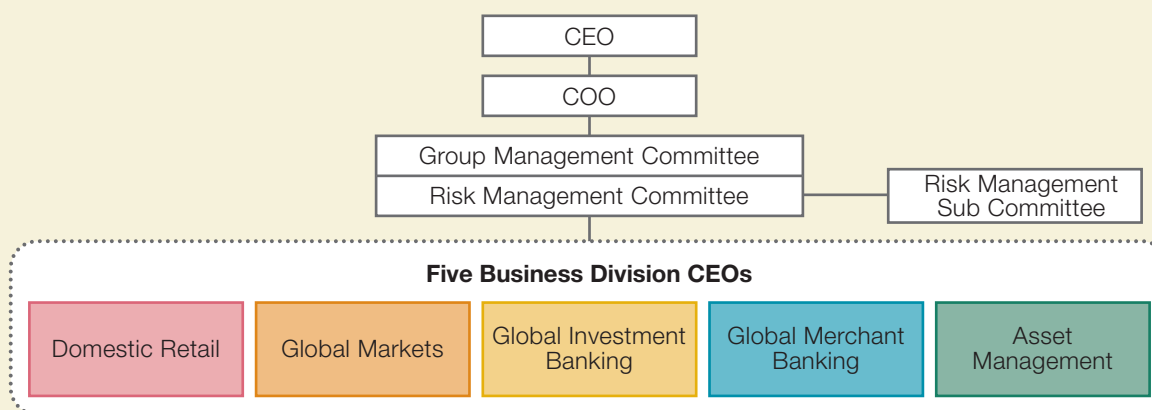 CEO
COO
Group Management Committee
Risk Management Committee
Risk Management
Sub Committee
Five Business Division CEOs
Domestic Retail
Global Markets
Global Investment
Banking
Global Merchant
Banking
Asset
Management